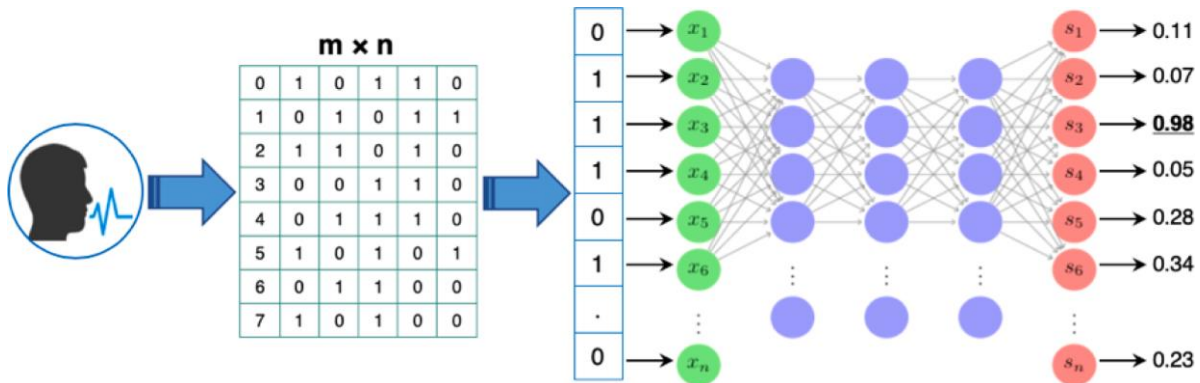 m × n
0 1 0 1 1 0
1 0 1 0 1 1
2 1 1 0 1 0
3 0 0 1 1 0
4 0 1 1 1 0
5 1 0 1 0 1
6 0 1 1 0 0
7 1 0 1 0 0
0 x₁ s₁ 0.11
1 x₂ s₂ 0.07
1 x₃ s₃ 0.98
1 x₄ s₄ 0.05
0 x₅ s₅ 0.28
1 x₆ s₆ 0.34
. ⋮ ⋮ ⋮ ⋮ ⋮
0 xₙ sₙ 0.23